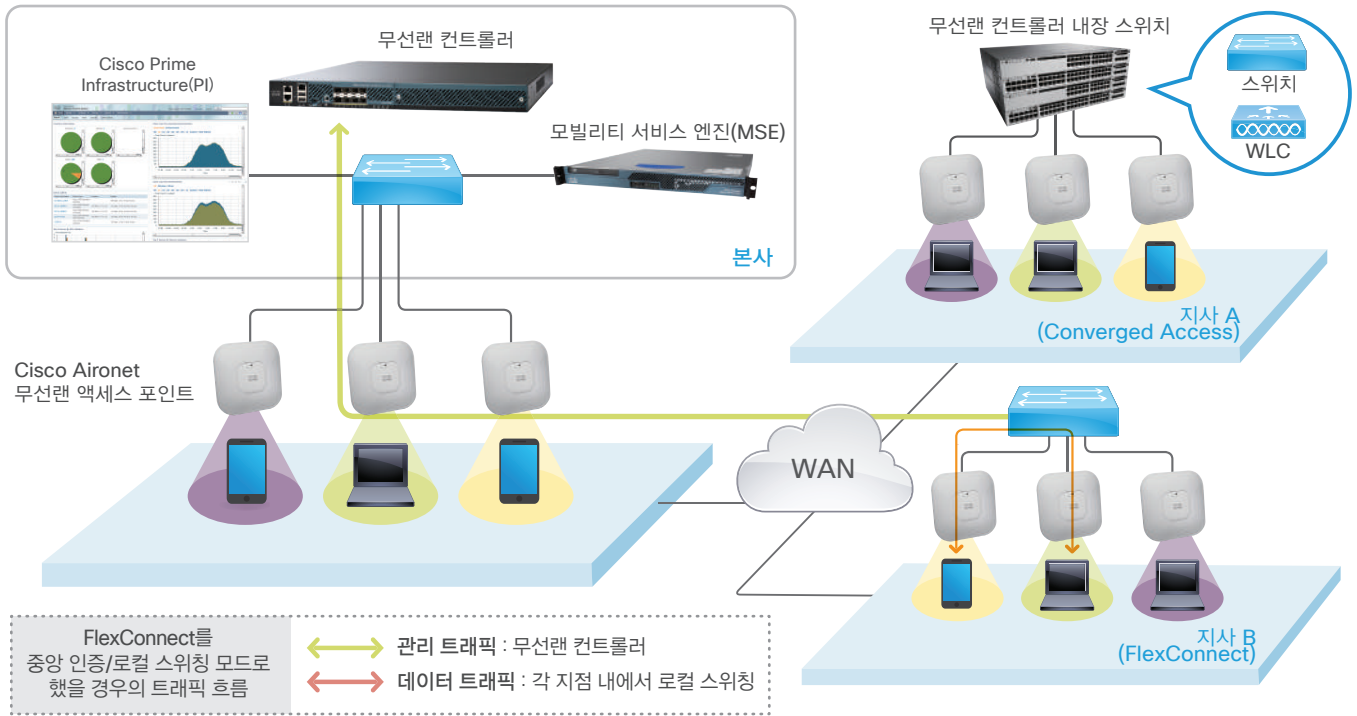 무선랜 컨트롤러
Cisco Prime
Infrastructure(PI)
모빌리티 서비스 엔진(MSE)
본사
무선랜 컨트롤러 내장 스위치
스위치
WLC
지사 A
(Converged Access)
Cisco Aironet
무선랜 액세스 포인트
WAN
지사 B
(FlexConnect)
FlexConnect를
중앙 인증/로컬 스위칭 모드로
했을 경우의 트래픽 흐름
관리 트래픽 : 무선랜 컨트롤러
데이터 트래픽 : 각 지점 내에서 로컬 스위칭